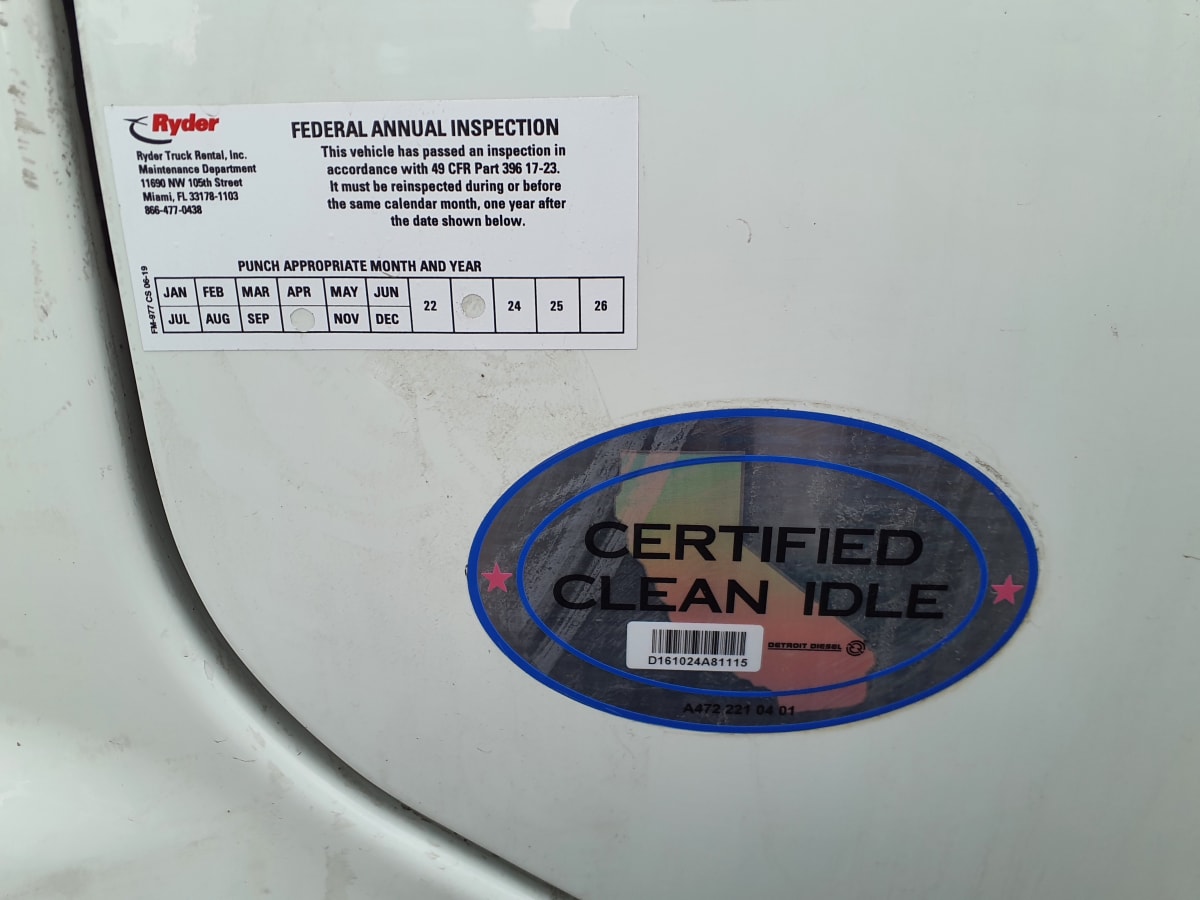 Ryder
Ryder Truck Rental, Inc.
Maintenance Department
11690 NW 105th Street
Miami, FL 33178-1103
866-477-0438
FEDERAL ANNUAL INSPECTION
This vehicle has passed an inspection in
accordance with 49 CFR Part 396 17-23.
It must be reinspected during or before
the same calendar month, one year after
the date shown below.
FM-977 CS 06-19
PUNCH APPROPRIATE MONTH AND YEAR
JAN FEB MAR APR MAY JUN
JUL AUG SEP NOV DEC
22 24 25 26
CERTIFIED
CLEAN IDLE
D161024A81115
DETROIT DIESEL
A472 221 04 01